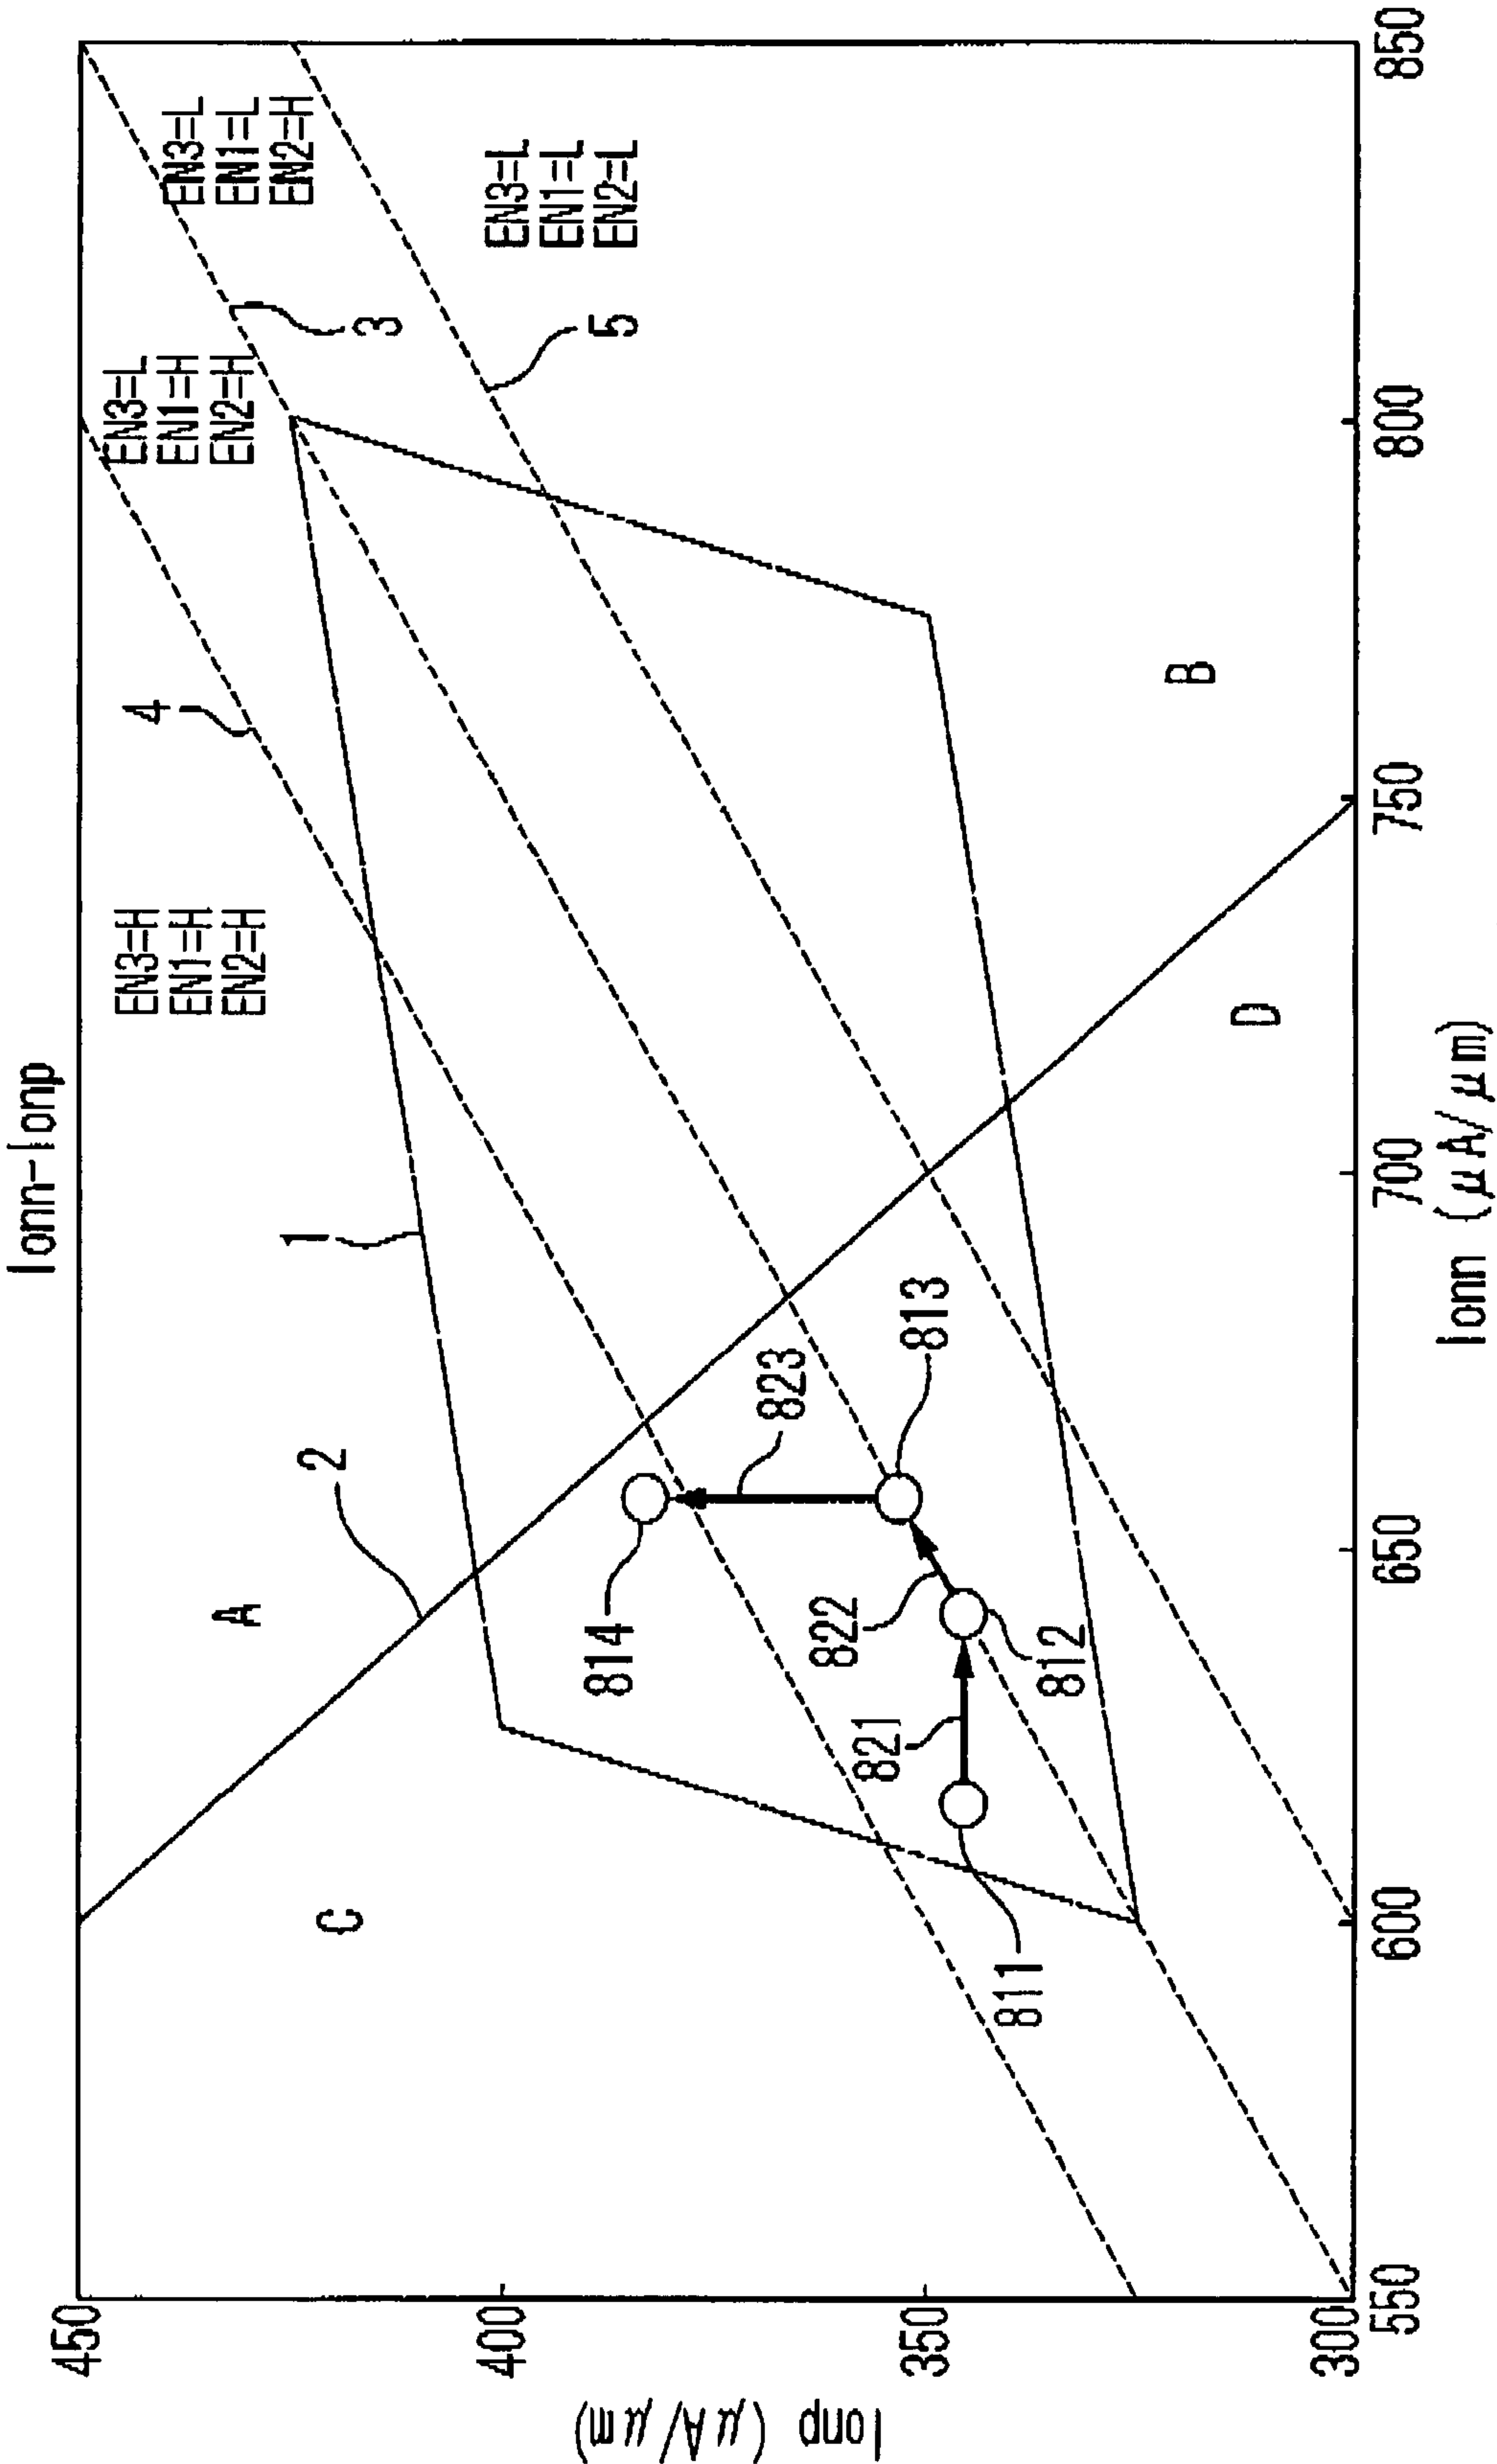 Ionn-Ionp
Ionp (μA/μm)
450
400
350
300
550
600
650
700
750
800
850
Ionn (μA/μm)
EN3=H
EN1=H
EN2=H
EN3=L
EN1=H
EN2=H
EN3=L
EN1=L
EN2=H
EN3=L
EN1=L
EN2=L
A
B
C
D
1
2
3
4
5
811
812
813
814
821
822
823